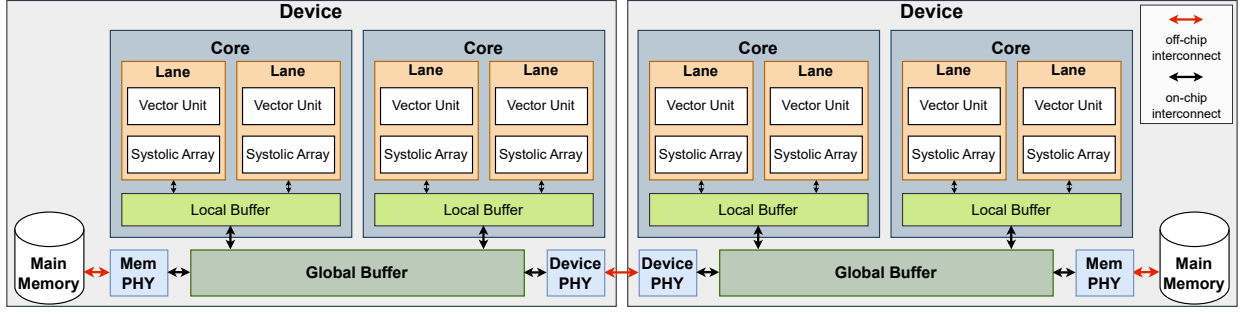 Device
Core
Lane
Vector Unit
Systolic Array
Lane
Vector Unit
Systolic Array
Local Buffer
Core
Lane
Vector Unit
Systolic Array
Lane
Vector Unit
Systolic Array
Local Buffer
Main
Memory
Mem
PHY
Global Buffer
Device
PHY
Device
Core
Lane
Vector Unit
Systolic Array
Lane
Vector Unit
Systolic Array
Local Buffer
Core
Lane
Vector Unit
Systolic Array
Lane
Vector Unit
Systolic Array
Local Buffer
Device
PHY
Global Buffer
Mem
PHY
Main
Memory
off-chip
interconnect
on-chip
interconnect